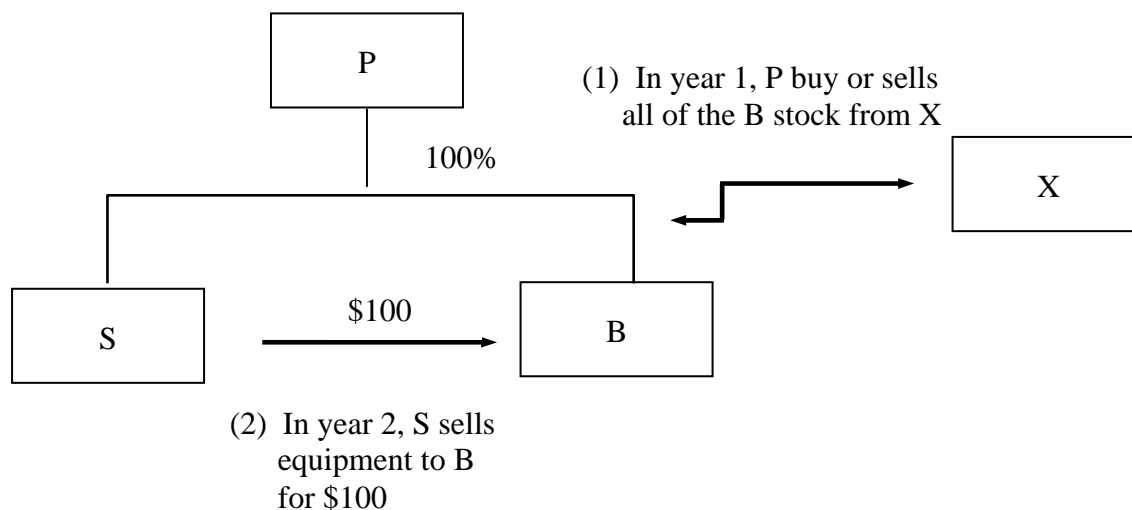 P
(1) In year 1, P buy or sells
all of the B stock from X
100%
X
S
$100
B
(2) In year 2, S sells
equipment to B
for $100